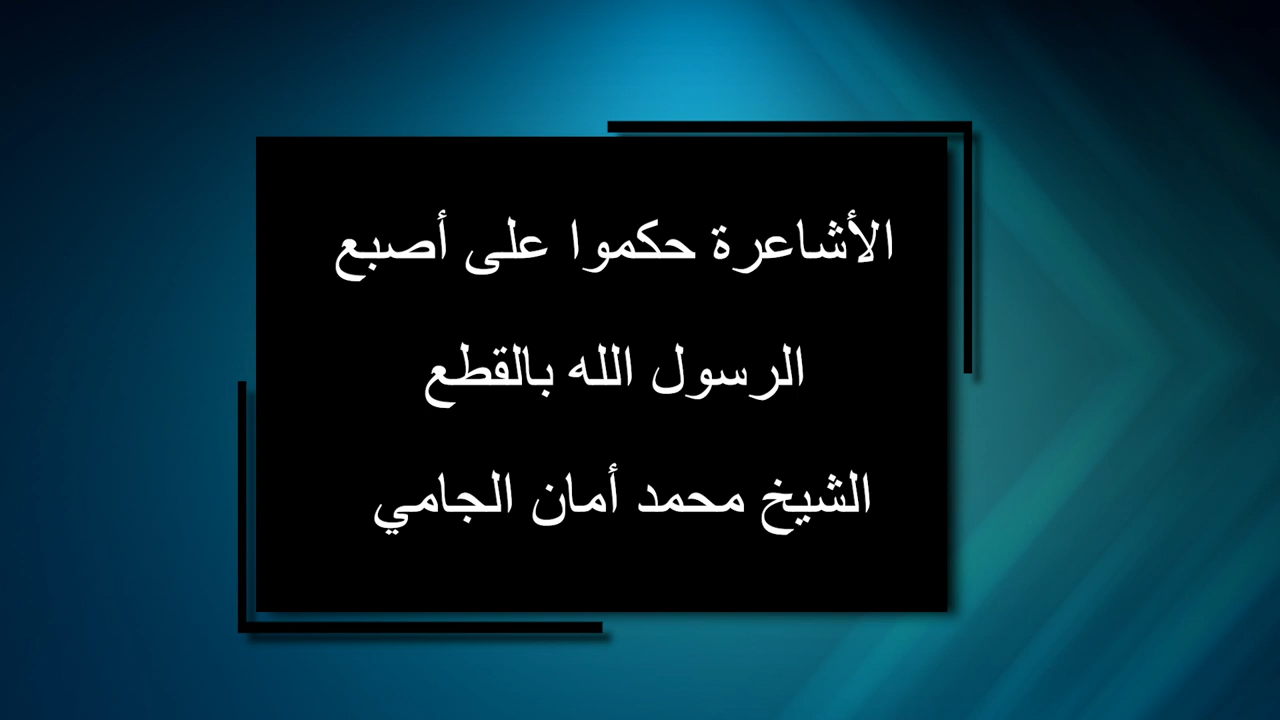 الأشاعرة حكموا على أصبع
الرسول الله بالقطع
الشيخ محمد أمان الجامي